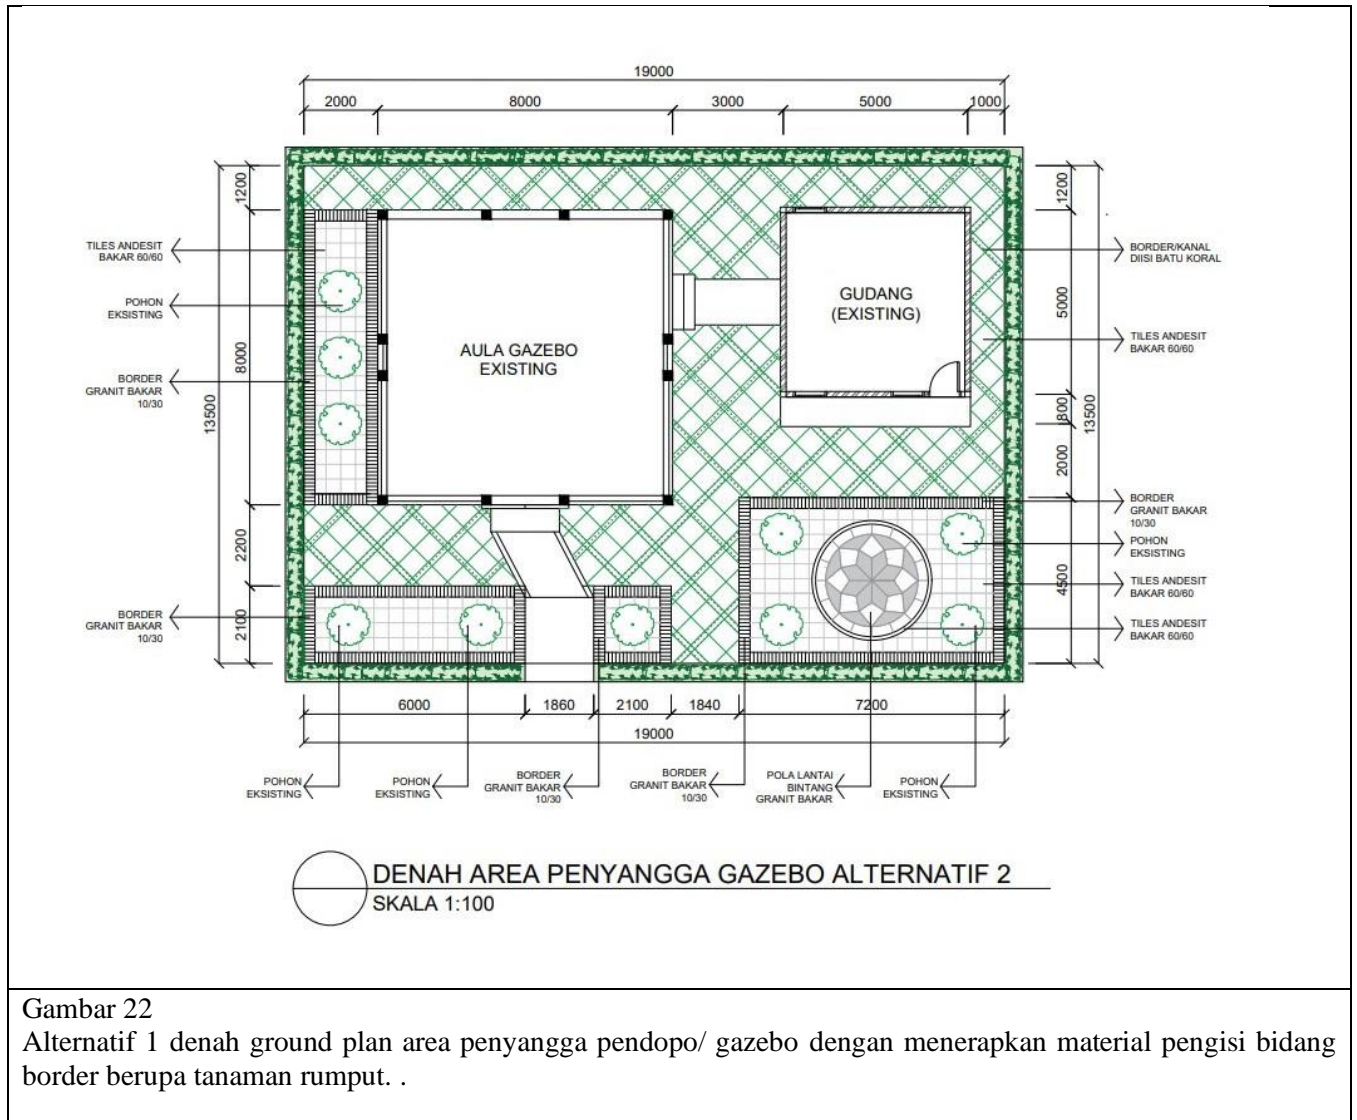 19000
2000
8000
3000
5000
1000
1200
8000
13500
2200
2100
1200
5000
1800
13500
2000
4500
TILES ANDESIT
BAKAR 60/60
POHON
EKSISTING
BORDER
GRANIT BAKAR
10/30
BORDER
GRANIT BAKAR
10/30
AULA GAZEBO
EXISTING
GUDANG
(EXISTING)
BORDER/KANAL
DIISI BATU KORAL
TILES ANDESIT
BAKAR 60/60
BORDER
GRANIT BAKAR
10/30
POHON
EKSISTING
TILES ANDESIT
BAKAR 60/60
TILES ANDESIT
BAKAR 60/60
6000
1860
2100
1840
7200
19000
POHON
EKSISTING
POHON
EKSISTING
BORDER
GRANIT BAKAR
10/30
BORDER
GRANIT BAKAR
10/30
POLA LANTAI
BINTANG
GRANIT BAKAR
POHON
EKSISTING
DENAH AREA PENYANGGA GAZEBO ALTERNATIF 2
SKALA 1:100
Gambar 22
Alternatif 1 denah ground plan area penyangga pendopo/ gazebo dengan menerapkan material pengisi bidang
border berupa tanaman rumput. .